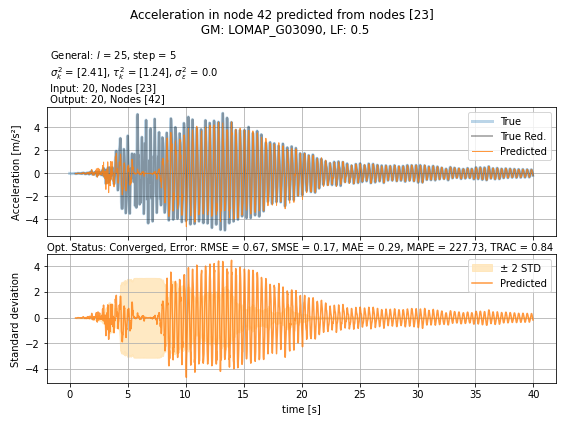 Acceleration in node 42 predicted from nodes [23]
GM: LOMAP_G03090, LF: 0.5
General: l = 25, step = 5
σ²ₖ = [2.41], τ²ₖ = [1.24], σ²ε = 0.0
Input: 20, Nodes [23]
Output: 20, Nodes [42]
Acceleration [m/s²]
4
2
0
−2
−4
True
True Red.
Predicted
Opt. Status: Converged, Error: RMSE = 0.67, SMSE = 0.17, MAE = 0.29, MAPE = 227.73, TRAC = 0.84
Standard deviation
4
2
0
−2
−4
± 2 STD
Predicted
0 5 10 15 20 25 30 35 40
time [s]